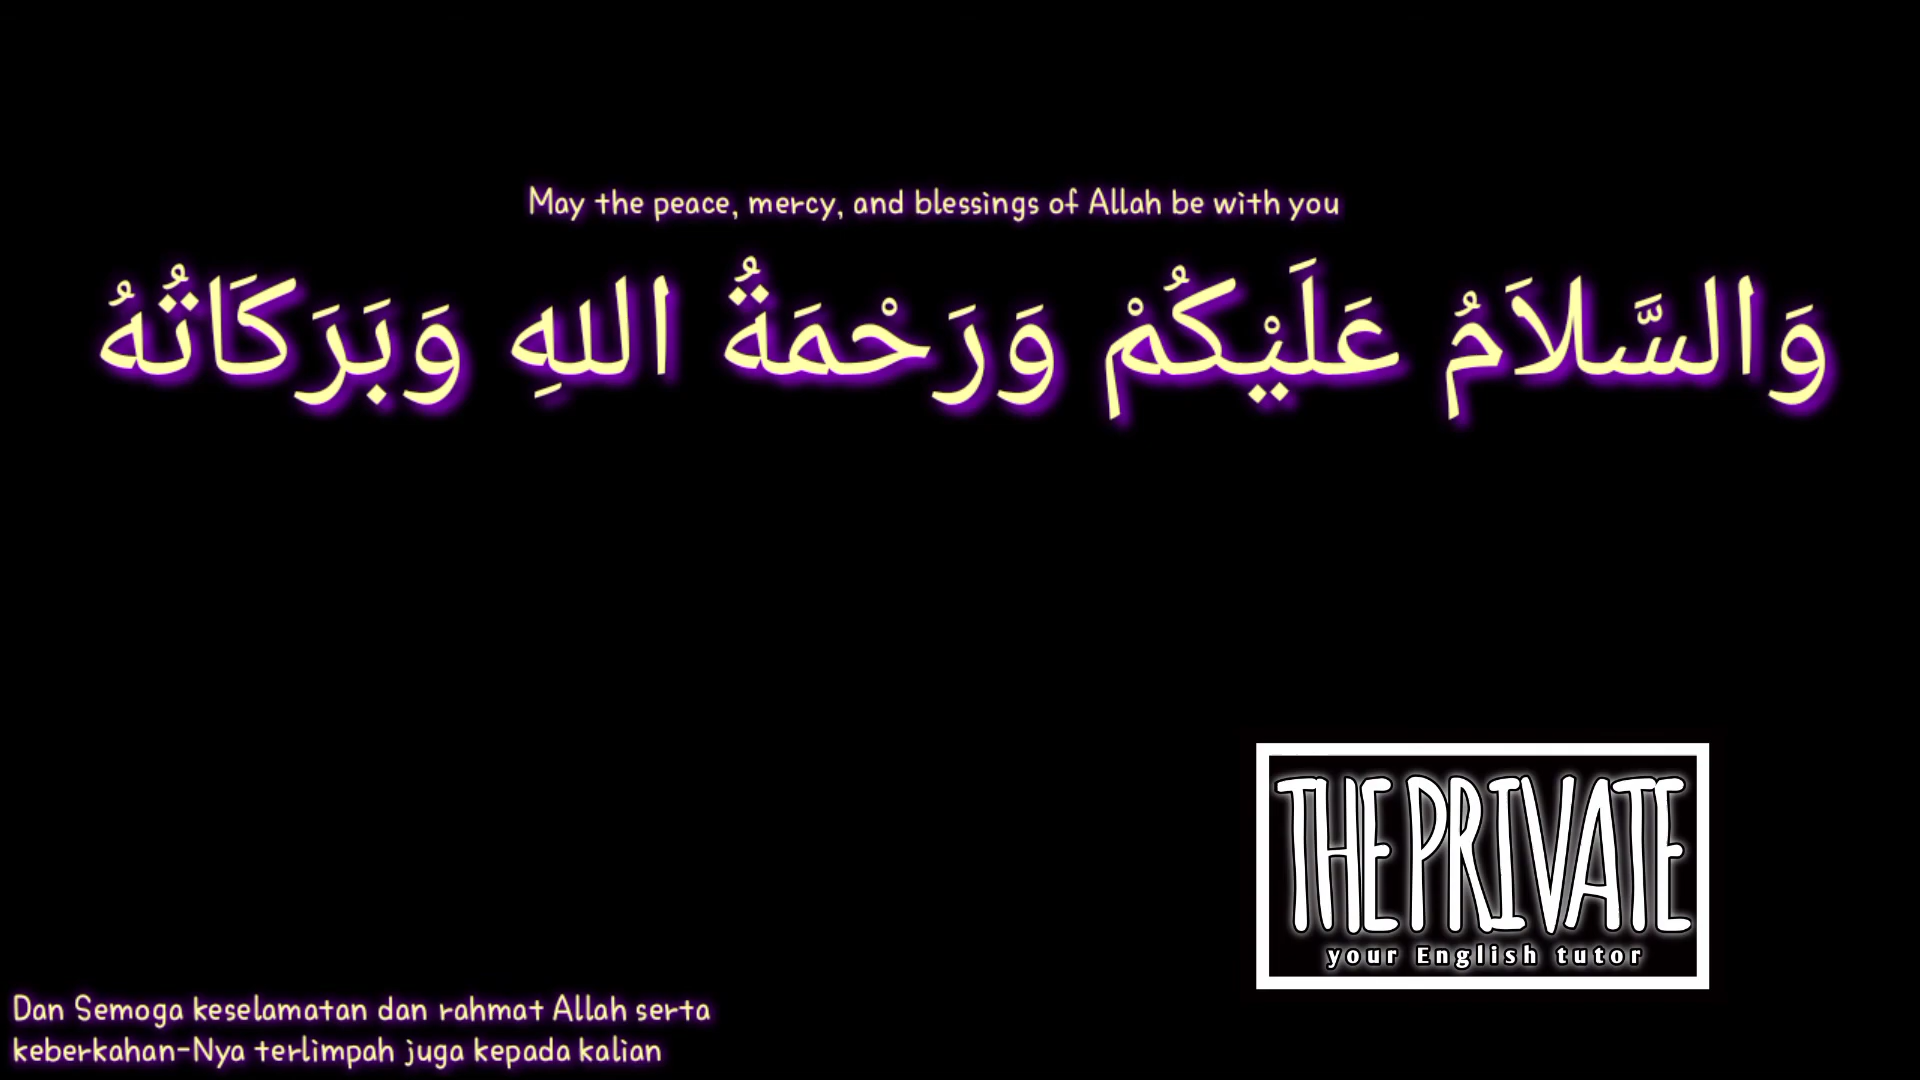 May the peace, mercy, and blessings of Allah be with you
وَالسَّلاَمُ عَلَيْكُمْ وَرَحْمَةُ اللهِ وَبَرَكَاتُهُ
THE PRIVATE
your English tutor
Dan Semoga keselamatan dan rahmat Allah serta
keberkahan-Nya terlimpah juga kepada kalian